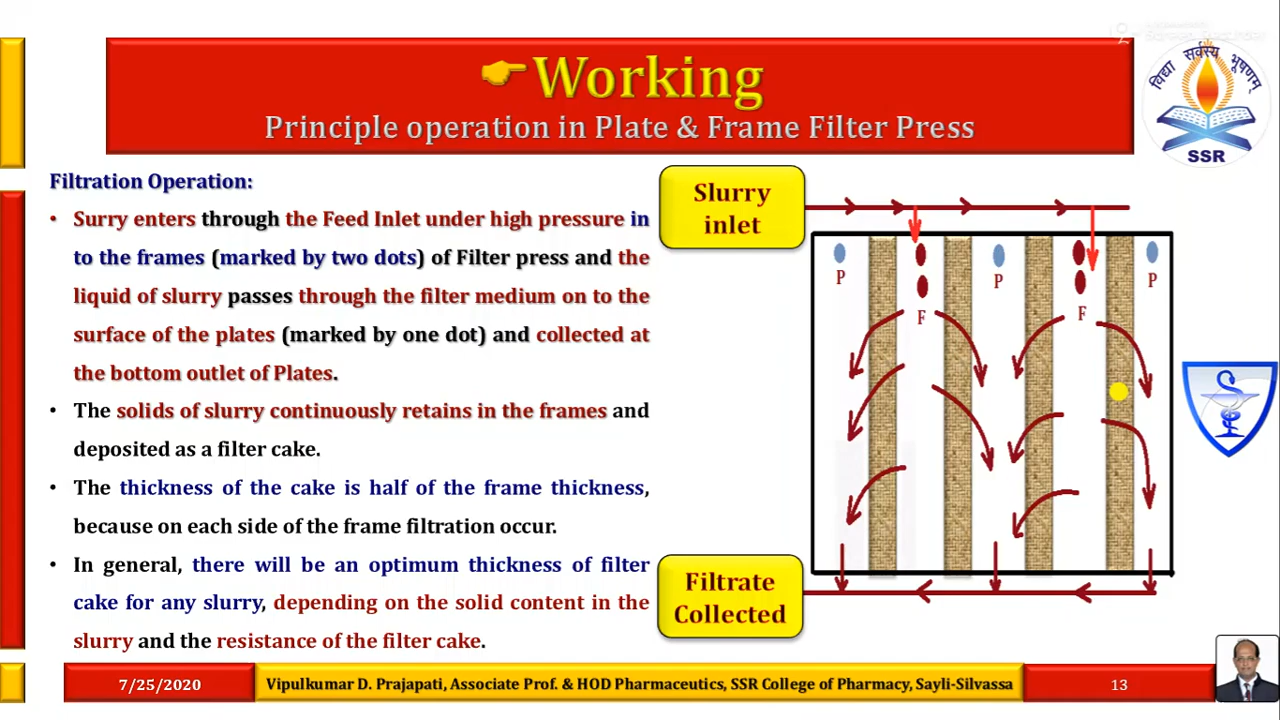 Working
Principle operation in Plate & Frame Filter Press
विद्या सर्वस्य भूषणम्
SSR
Filtration Operation:
• Surry enters through the Feed Inlet under high pressure in
to the frames (marked by two dots) of Filter press and the
liquid of slurry passes through the filter medium on to the
surface of the plates (marked by one dot) and collected at
the bottom outlet of Plates.
• The solids of slurry continuously retains in the frames and
deposited as a filter cake.
• The thickness of the cake is half of the frame thickness,
because on each side of the frame filtration occur.
• In general, there will be an optimum thickness of filter
cake for any slurry, depending on the solid content in the
slurry and the resistance of the filter cake.
Slurry
inlet
P
F
P
F
P
Filtrate
Collected
7/25/2020
Vipulkumar D. Prajapati, Associate Prof. & HOD Pharmaceutics, SSR College of Pharmacy, Sayli-Silvassa
13